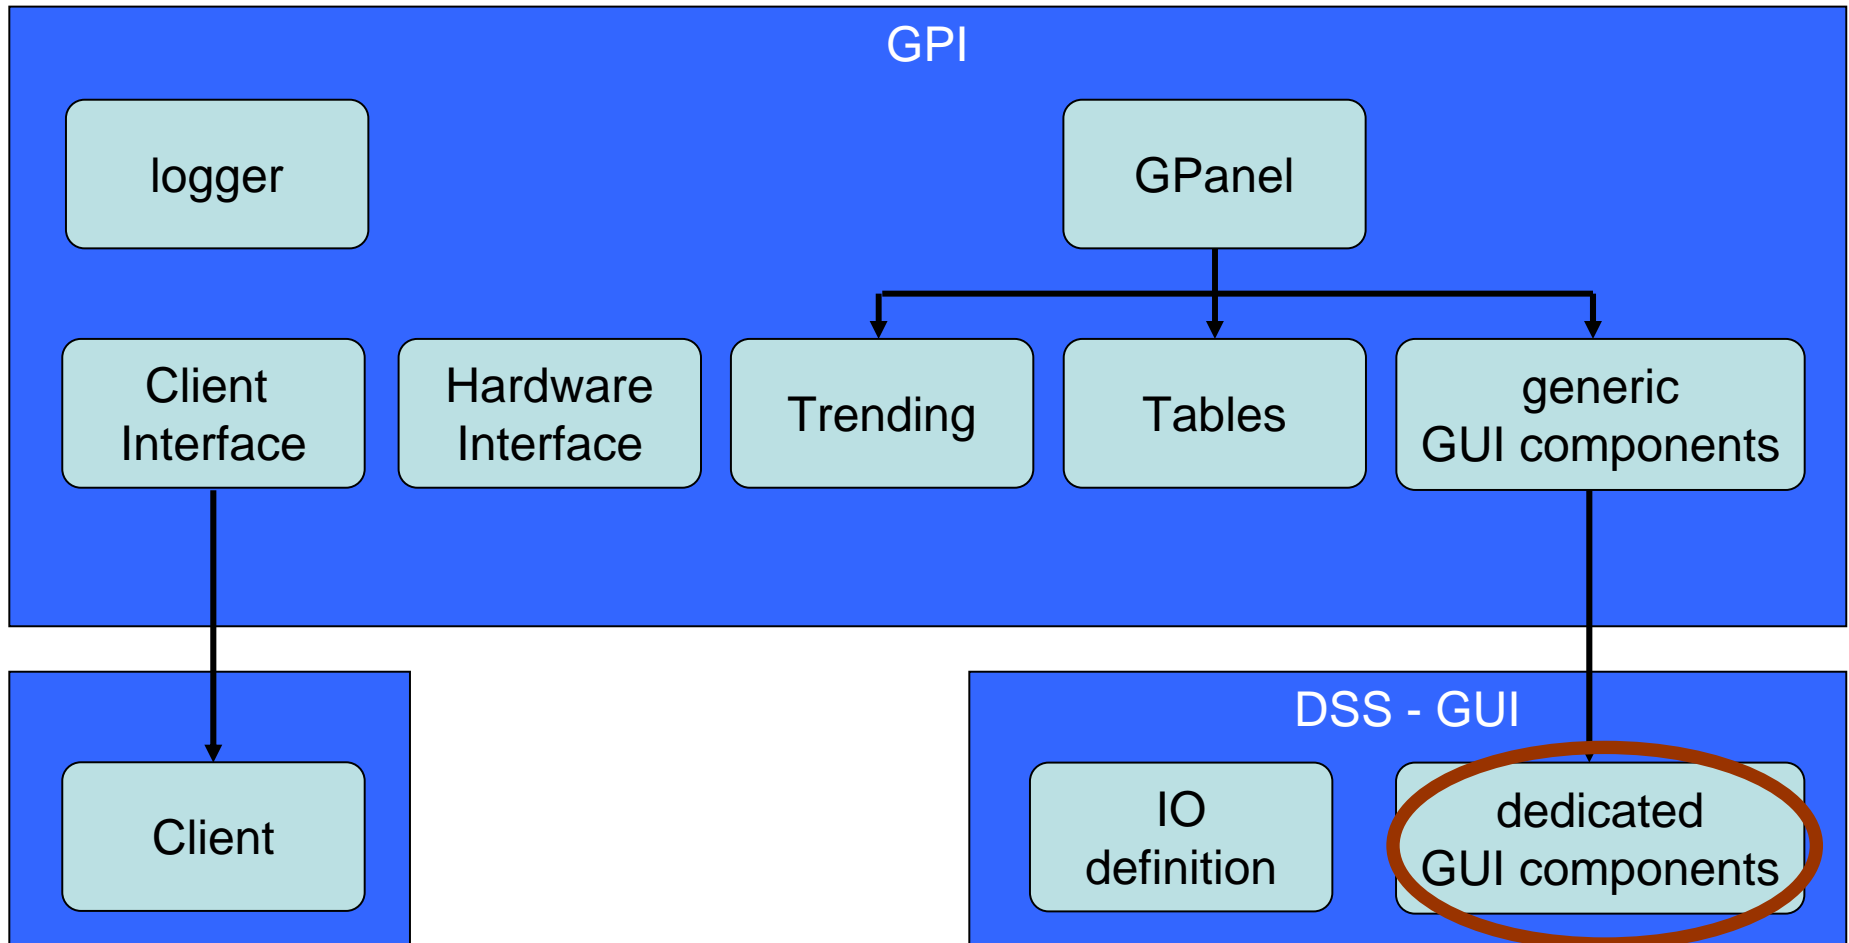 GPI
logger
GPanel
Client
Interface
Hardware
Interface
Trending
Tables
generic
GUI components
DSS - GUI
Client
IO
definition
dedicated
GUI components